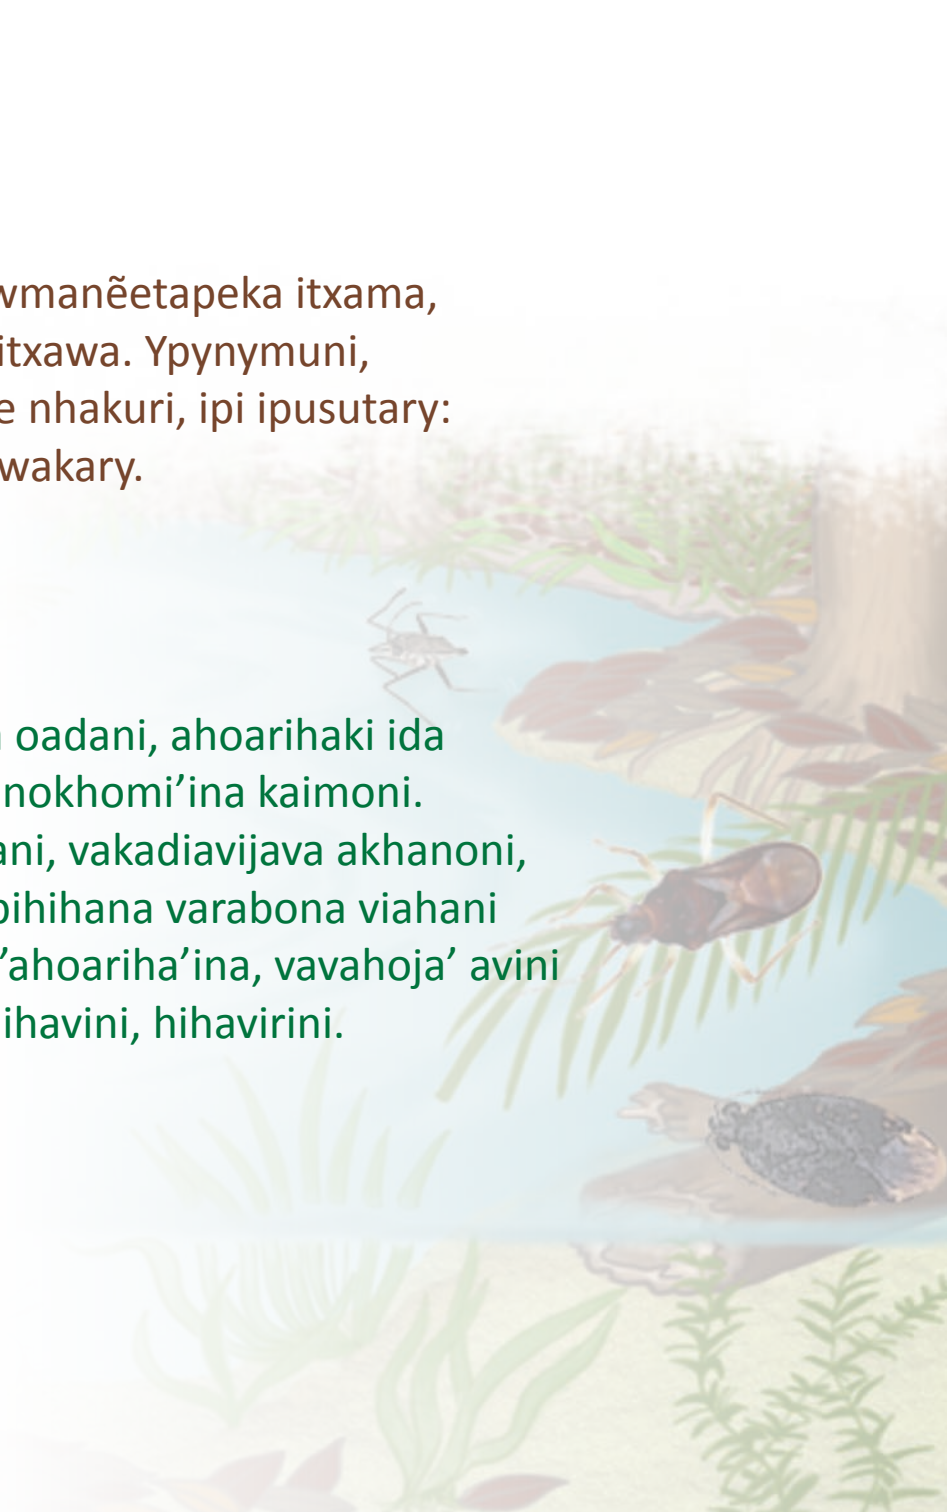 wmanẽetapeka itxama,
itxawa. Ypynymuni,
e nhakuri, ipi ipusutary:
wakary.
oadani, ahoarihaki ida
nokhomi’ina kaimoni.
ani, vakadiavijava akhanoni,
bihihana varabona viahani
’ahoariha’ina, vavahoja’ avini
ihavini, hihavirini.